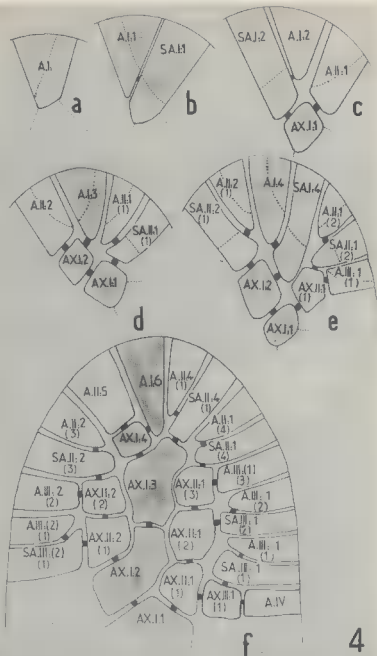 A.I:
a
A.I:1
SA.I:1
b
SA.I:2
A.I:2
A.II:1
AX.I:1
c
A.II:2
A.I:3
A.II:1
(1)
SA.II:1
(1)
AX.I:2
AX.I:1
d
SA.II:2
(1)
A.II:2
(1)
A.I:4
SA.I:4
A.II:1
(2)
SA.II:1
(2)
A.III:1
(1)
AX.I:2
AX.II:1
(1)
AX.I:1
e
A.II:5
A.I:6
A.II:4
(1)
SA.II:4
(1)
A.II:2
(3)
AX.I:4
A.II:1
(4)
SA.II:2
(3)
SA.II:1
(4)
AX.I:3
A.III:2
(2)
AX.II:2
(2)
AX.II:1
(3)
A.III:(1)
(3)
A.III:1
(2)
A.III:(2)
(1)
SA.III:1
(2)
SA.III:(2)
(1)
AX.II:2
(1)
AX.II:1
(2)
A.III:1
(1)
AX.I:2
SA.III:1
(1)
AX.II:1
(1)
AX.III:1
(1)
A.IV
AX.I:1
f
4